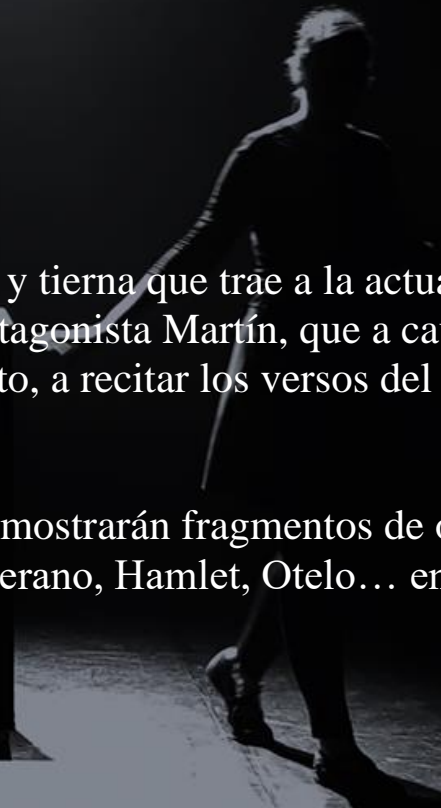 y tierna que trae a la actua
tagonista Martín, que a ca
to, a recitar los versos del
mostrarán fragmentos de
erano, Hamlet, Otelo… en